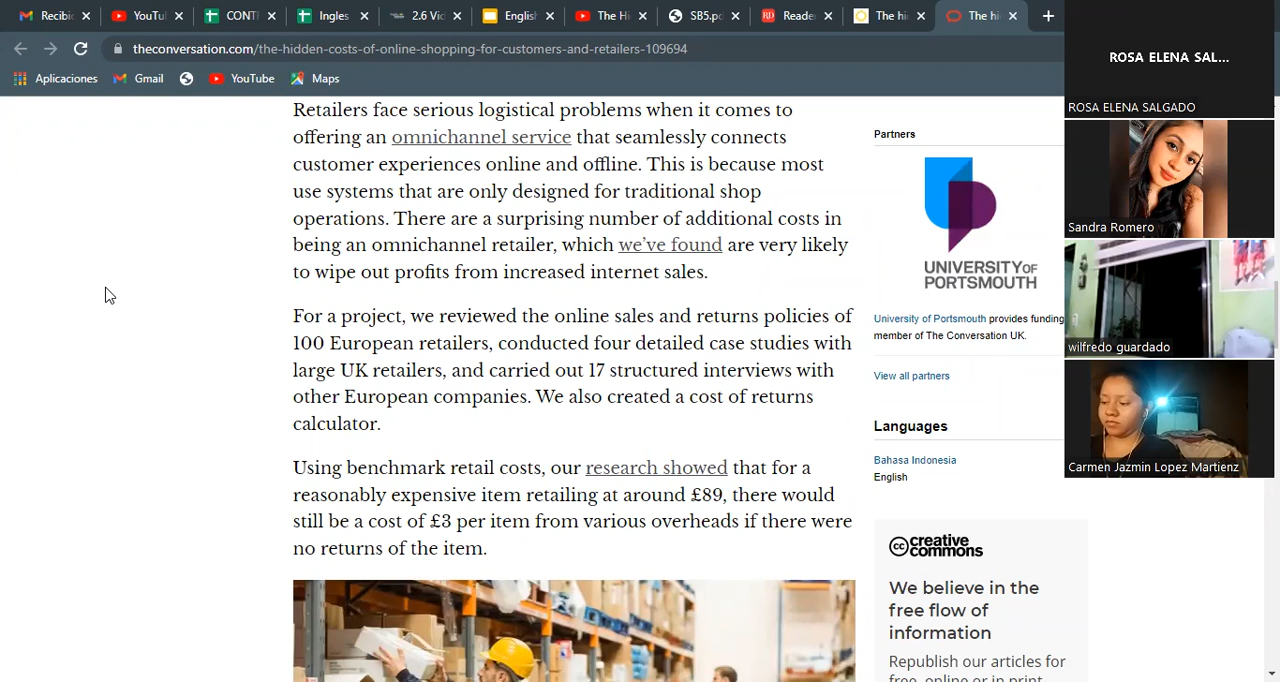 Recibi
YouTu
CONT
Ingles
2.6 Vi
English
The Hi
SB5.p
Reade
The hi
The hi
theconversation.com/the-hidden-costs-of-online-shopping-for-customers-and-retailers-109694
Aplicaciones
Gmail
YouTube
Maps
Retailers face serious logistical problems when it comes to
offering an omnichannel service that seamlessly connects
customer experiences online and offline. This is because most
use systems that are only designed for traditional shop
operations. There are a surprising number of additional costs in
being an omnichannel retailer, which we've found are very likely
to wipe out profits from increased internet sales.
For a project, we reviewed the online sales and returns policies of
100 European retailers, conducted four detailed case studies with
large UK retailers, and carried out 17 structured interviews with
other European companies. We also created a cost of returns
calculator.
Using benchmark retail costs, our research showed that for a
reasonably expensive item retailing at around £89, there would
still be a cost of £3 per item from various overheads if there were
no returns of the item.
Partners
UNIVERSITY OF
PORTSMOUTH
University of Portsmouth provides funding
member of The Conversation UK.
View all partners
Languages
Bahasa Indonesia
English
cc creative
commons
We believe in the
free flow of
information
Republish our articles for
free, online or in print
ROSA ELENA SAL...
ROSA ELENA SALGADO
Sandra Romero
wilfredo guardado
Carmen Jazmin Lopez Martienz